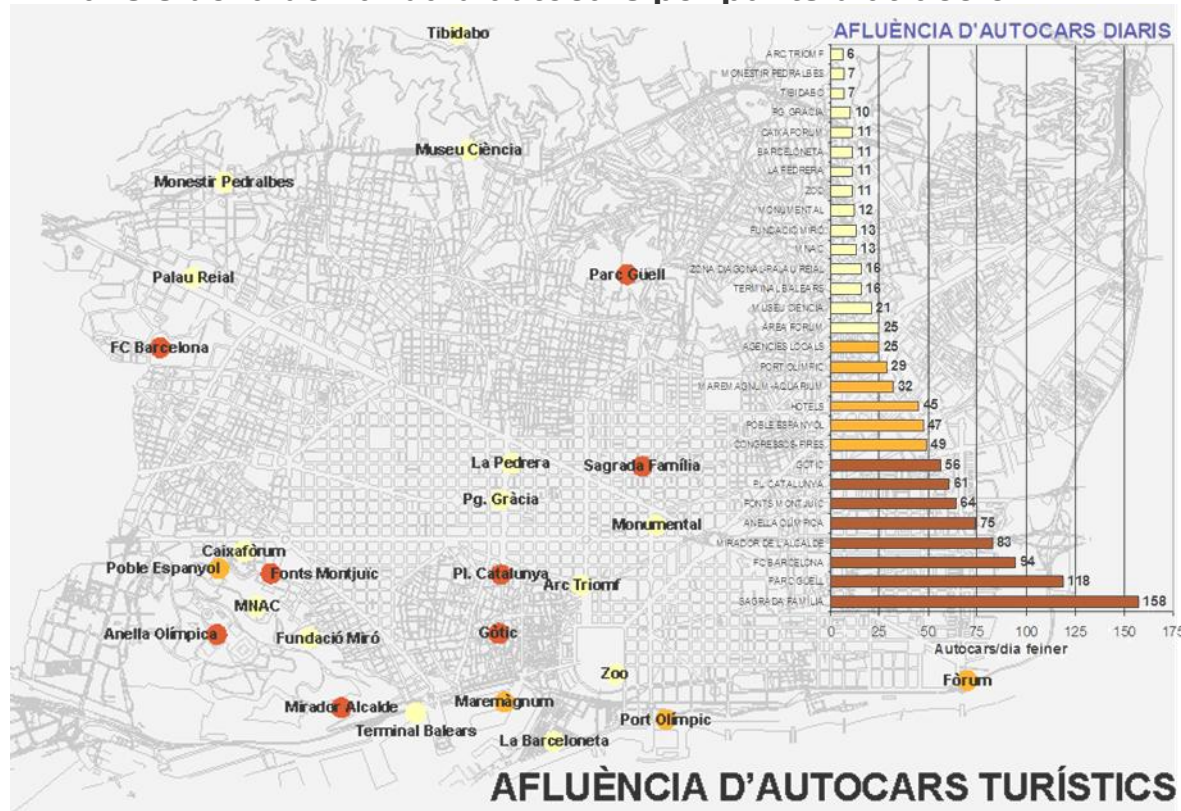 AFLUÈNCIA D'AUTOCARS DIARIS
ARC TRIOMF 6
MONESTIR PEDRALBES 7
TIBIDABO 7
PG. GRÀCIA 10
CAIXAFORUM 11
BARCELONETA 11
LA PEDRERA 11
ZOO 11
MONUMENTAL 12
FUNDACIÓ MIRÓ 13
MNAC 13
ZONA DIAGONAL-PALAU REIAL 16
TERMINAL BALEARS 16
MUSEU CIÈNCIA 21
ÀREA FÒRUM 25
AGÈNCIES LOCALS 25
PORT OLÍMPIC 29
MAREMAGNUM-AQUARIUM 32
HOTELS 45
POBLE ESPANYOL 47
CONGRESSOS-FIRES 49
GÒTIC 56
PL. CATALUNYA 61
FONTS MONTJUÏC 64
ANELLA OLÍMPICA 75
MIRADOR DE L'ALCALDE 83
FC BARCELONA 94
PARC GÜELL 118
SAGRADA FAMÍLIA 158
0 25 50 75 100 125 150 175
Autocars/dia feiner
Tibidabo
Museu Ciència
Monestir Pedralbes
Palau Reial
Parc Güell
FC Barcelona
La Pedrera
Sagrada Família
Pg. Gràcia
Monumental
Caixafòrum
Poble Espanyol
Fonts Montjuïc
Pl. Catalunya
Arc Triomf
MNAC
Anella Olímpica
Fundació Miró
Gòtic
Zoo
Fòrum
Mirador Alcalde
Maremàgnum
Terminal Balears
Port Olímpic
La Barceloneta
AFLUÈNCIA D'AUTOCARS TURÍSTICS